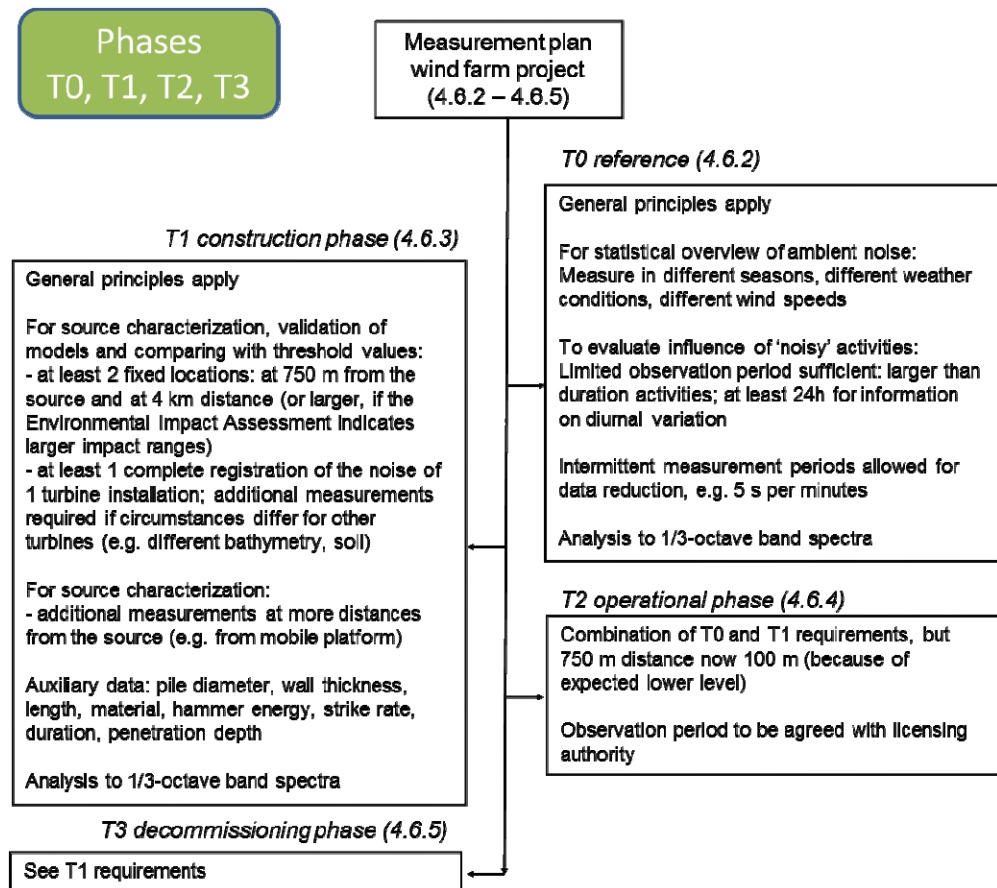 Phases
T0, T1, T2, T3
Measurement plan
wind farm project
(4.6.2 – 4.6.5)
T0 reference (4.6.2)
General principles apply
For statistical overview of ambient noise:
Measure in different seasons, different weather
conditions, different wind speeds
To evaluate influence of 'noisy' activities:
Limited observation period sufficient: larger than
duration activities; at least 24h for information
on diurnal variation
Intermittent measurement periods allowed for
data reduction, e.g. 5 s per minutes
Analysis to 1/3-octave band spectra
T1 construction phase (4.6.3)
General principles apply
For source characterization, validation of
models and comparing with threshold values:
- at least 2 fixed locations: at 750 m from the
source and at 4 km distance (or larger, if the
Environmental Impact Assessment indicates
larger impact ranges)
- at least 1 complete registration of the noise of
1 turbine installation; additional measurements
required if circumstances differ for other
turbines (e.g. different bathymetry, soil)
For source characterization:
- additional measurements at more distances
from the source (e.g. from mobile platform)
Auxiliary data: pile diameter, wall thickness,
length, material, hammer energy, strike rate,
duration, penetration depth
Analysis to 1/3-octave band spectra
T2 operational phase (4.6.4)
Combination of T0 and T1 requirements, but
750 m distance now 100 m (because of
expected lower level)
Observation period to be agreed with licensing
authority
T3 decommissioning phase (4.6.5)
See T1 requirements